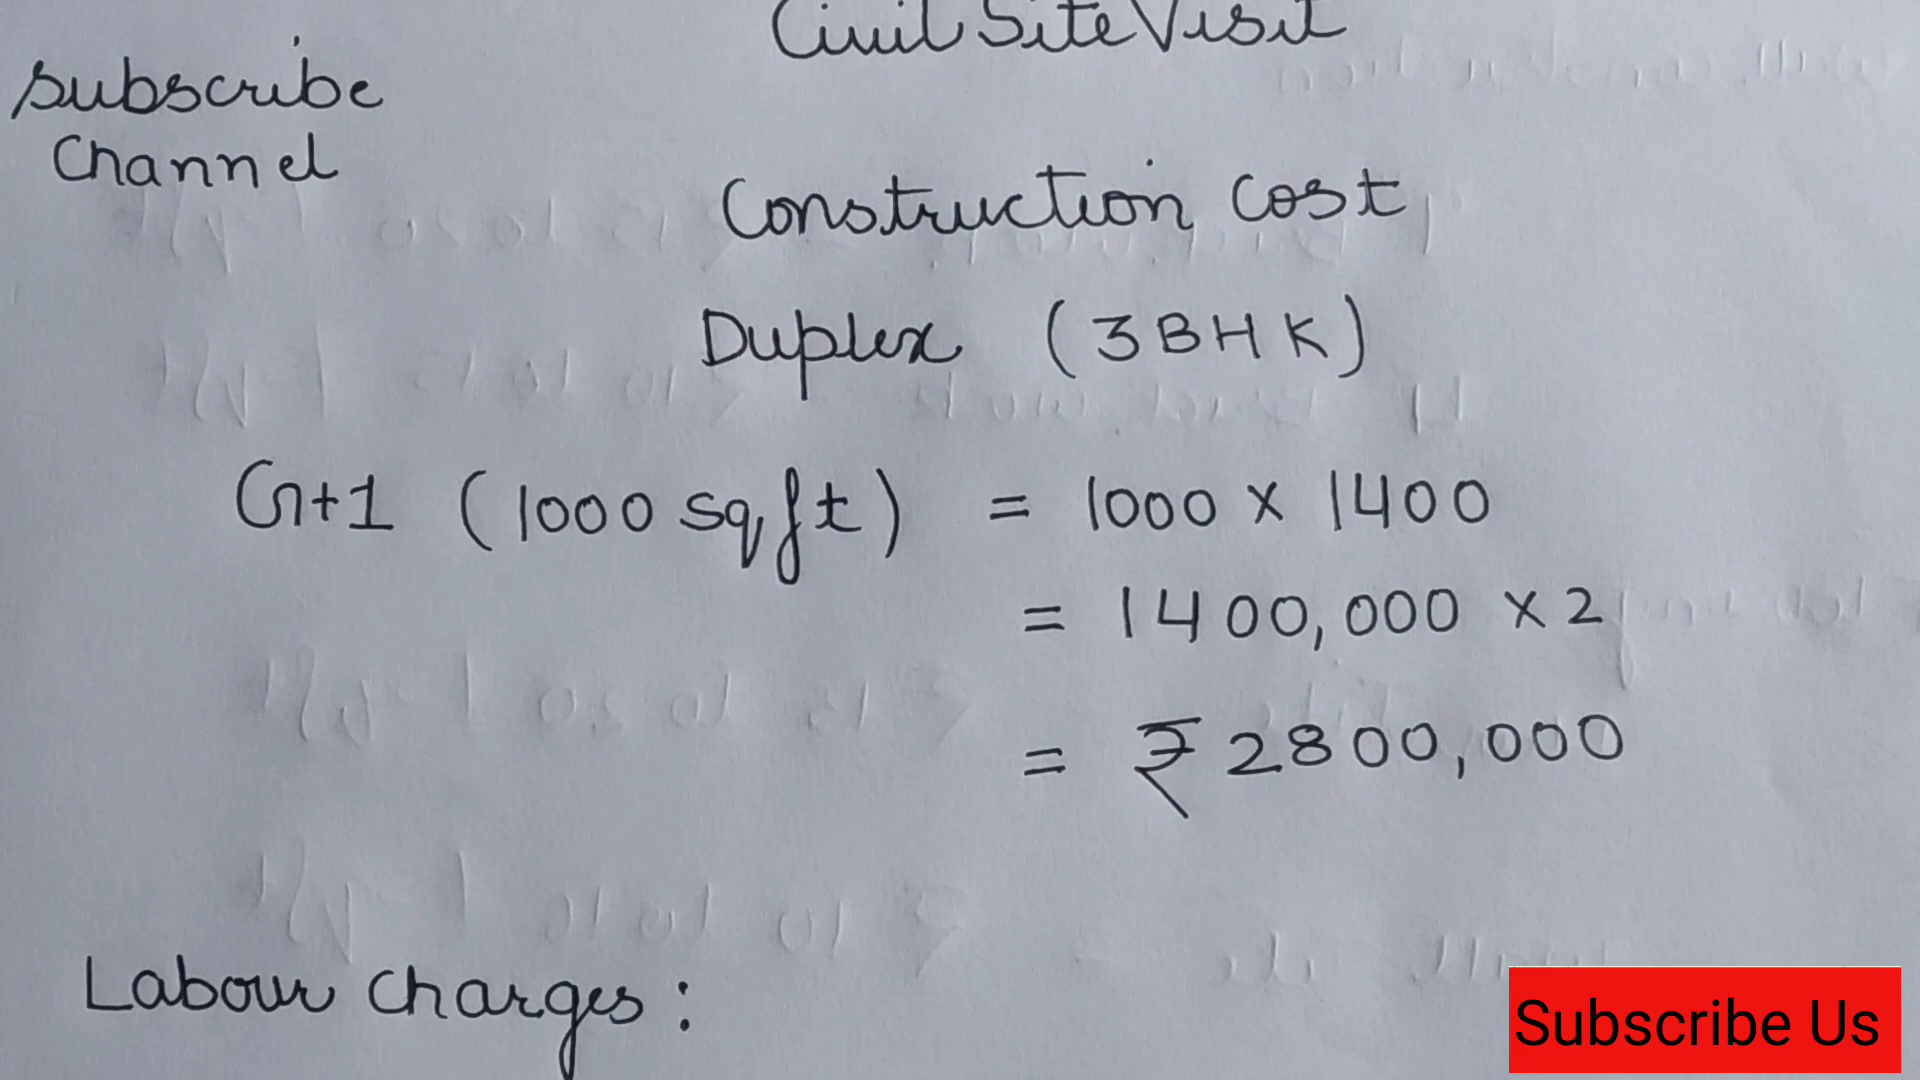 Civil Site Visit
Subscribe
Channel
Construction Cost
Duplex (3BHK)
G+1 (1000 sqft) = 1000 x 1400
= 1400,000 x 2
= ₹ 2800,000
Labour charges:
Subscribe Us